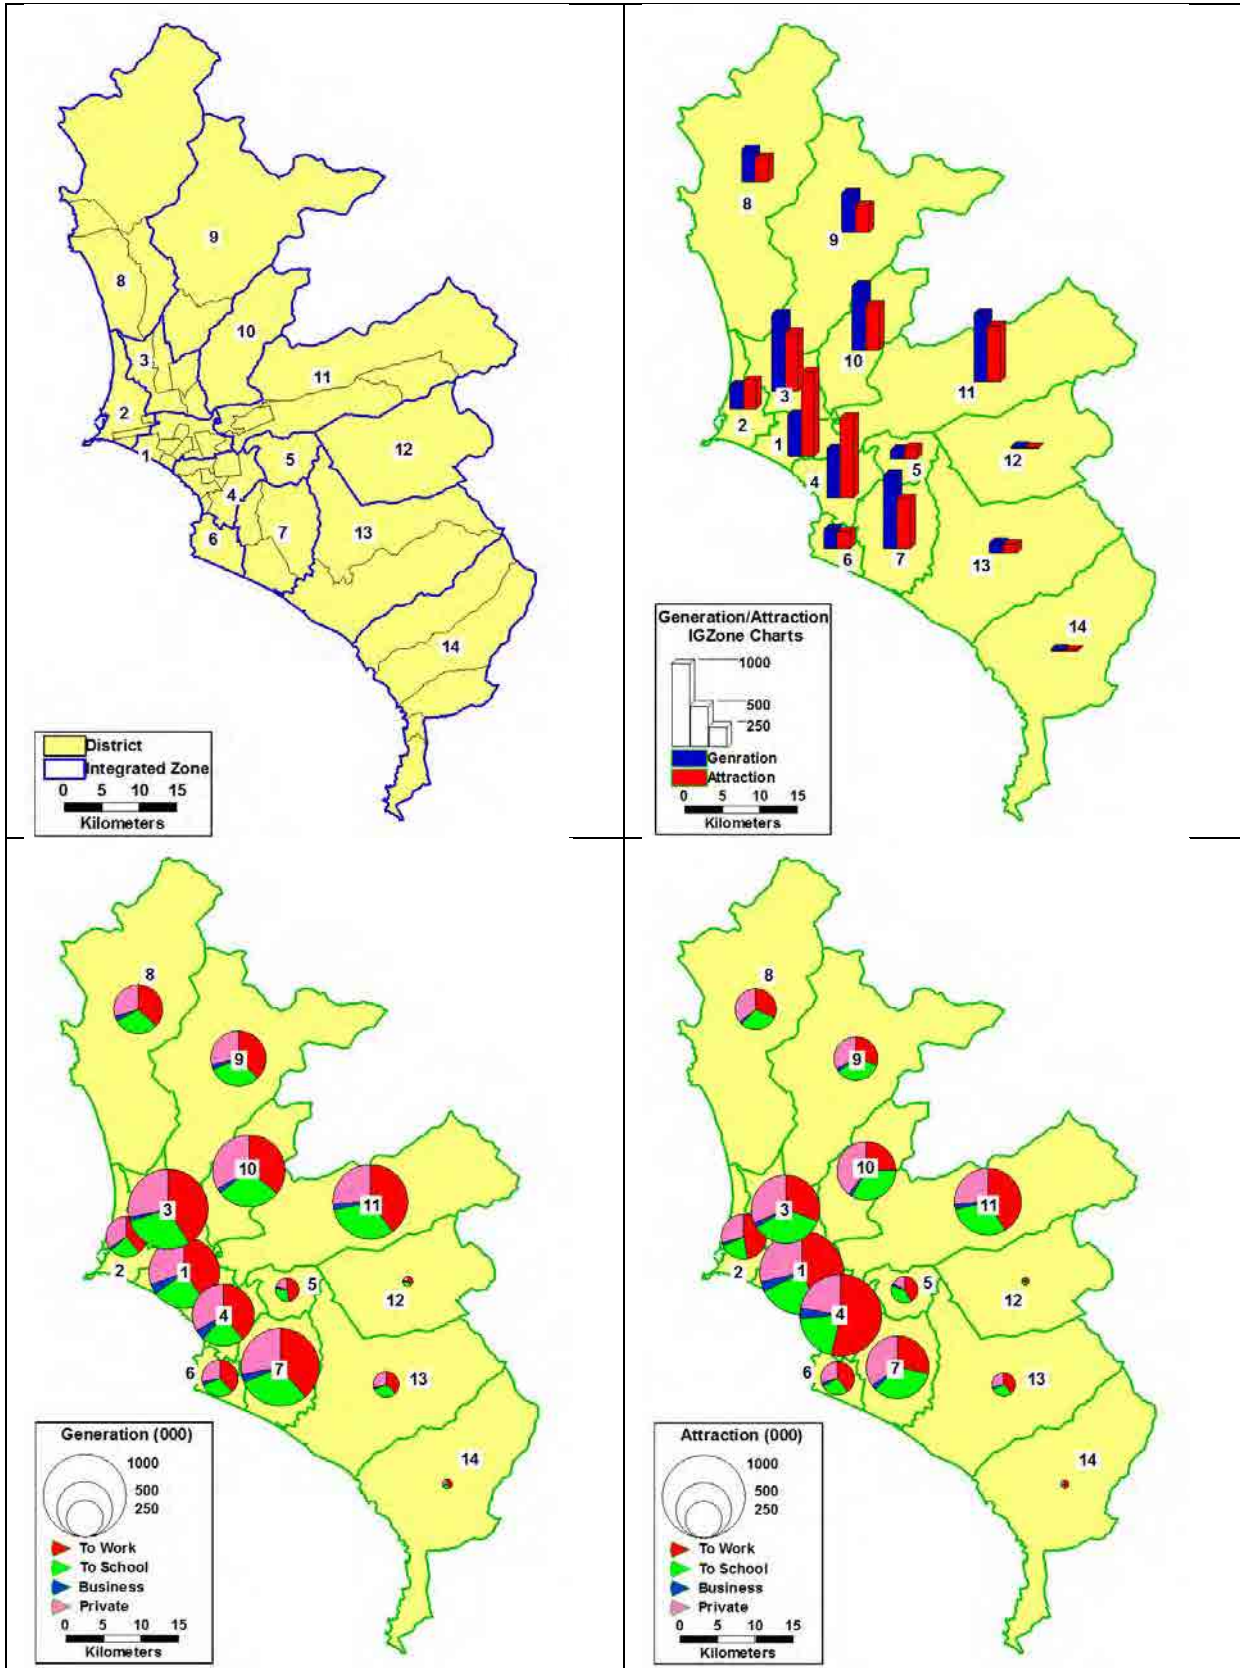 9
8
10
3
11
2
12
1
5
4
13
7
6
14
District
Integrated Zone
0 5 10 15
Kilometers
8
9
10
11
3
2
1
12
5
4
6
7
13
14
Generation/Attraction
IGZone Charts
1000
500
250
Genration
Attraction
0 5 10 15
Kilometers
8
9
10
11
3
2
1
5
12
4
6
7
13
14
Generation (000)
1000
500
250
To Work
To School
Business
Private
0 5 10 15
Kilometers
8
9
10
11
3
2
1
5
12
4
6
7
13
14
Attraction (000)
1000
500
250
To Work
To School
Business
Private
0 5 10 15
Kilometers